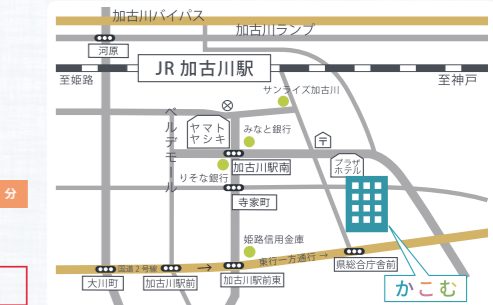 加古川バイパス
加古川ランプ
河原
JR 加古川駅
至姫路
至神戸
サンライズ加古川
ベルデモール
ヤマト
ヤシキ
みなと銀行
〒
加古川駅南
プラザ
ホテル
りそな銀行
分
寺家町
姫路信用金庫
東行一方通行→
国道2号線
→
県総合庁舎前
大川町
加古川駅前
加古川駅前東
かこむ